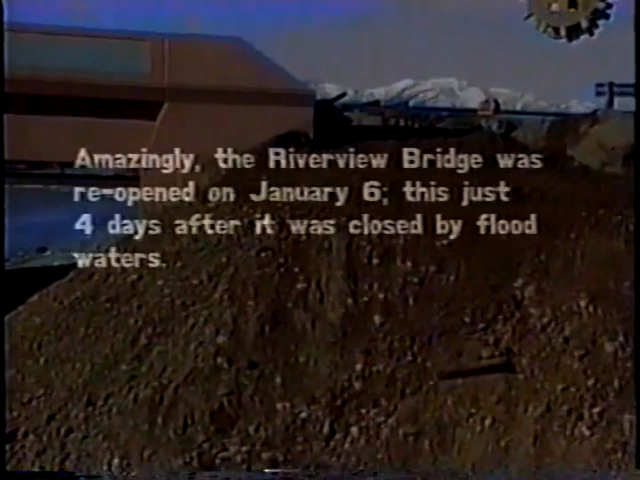 Amazingly, the Riverview Bridge was
re-opened on January 6; this just
4 days after it was closed by flood
waters.